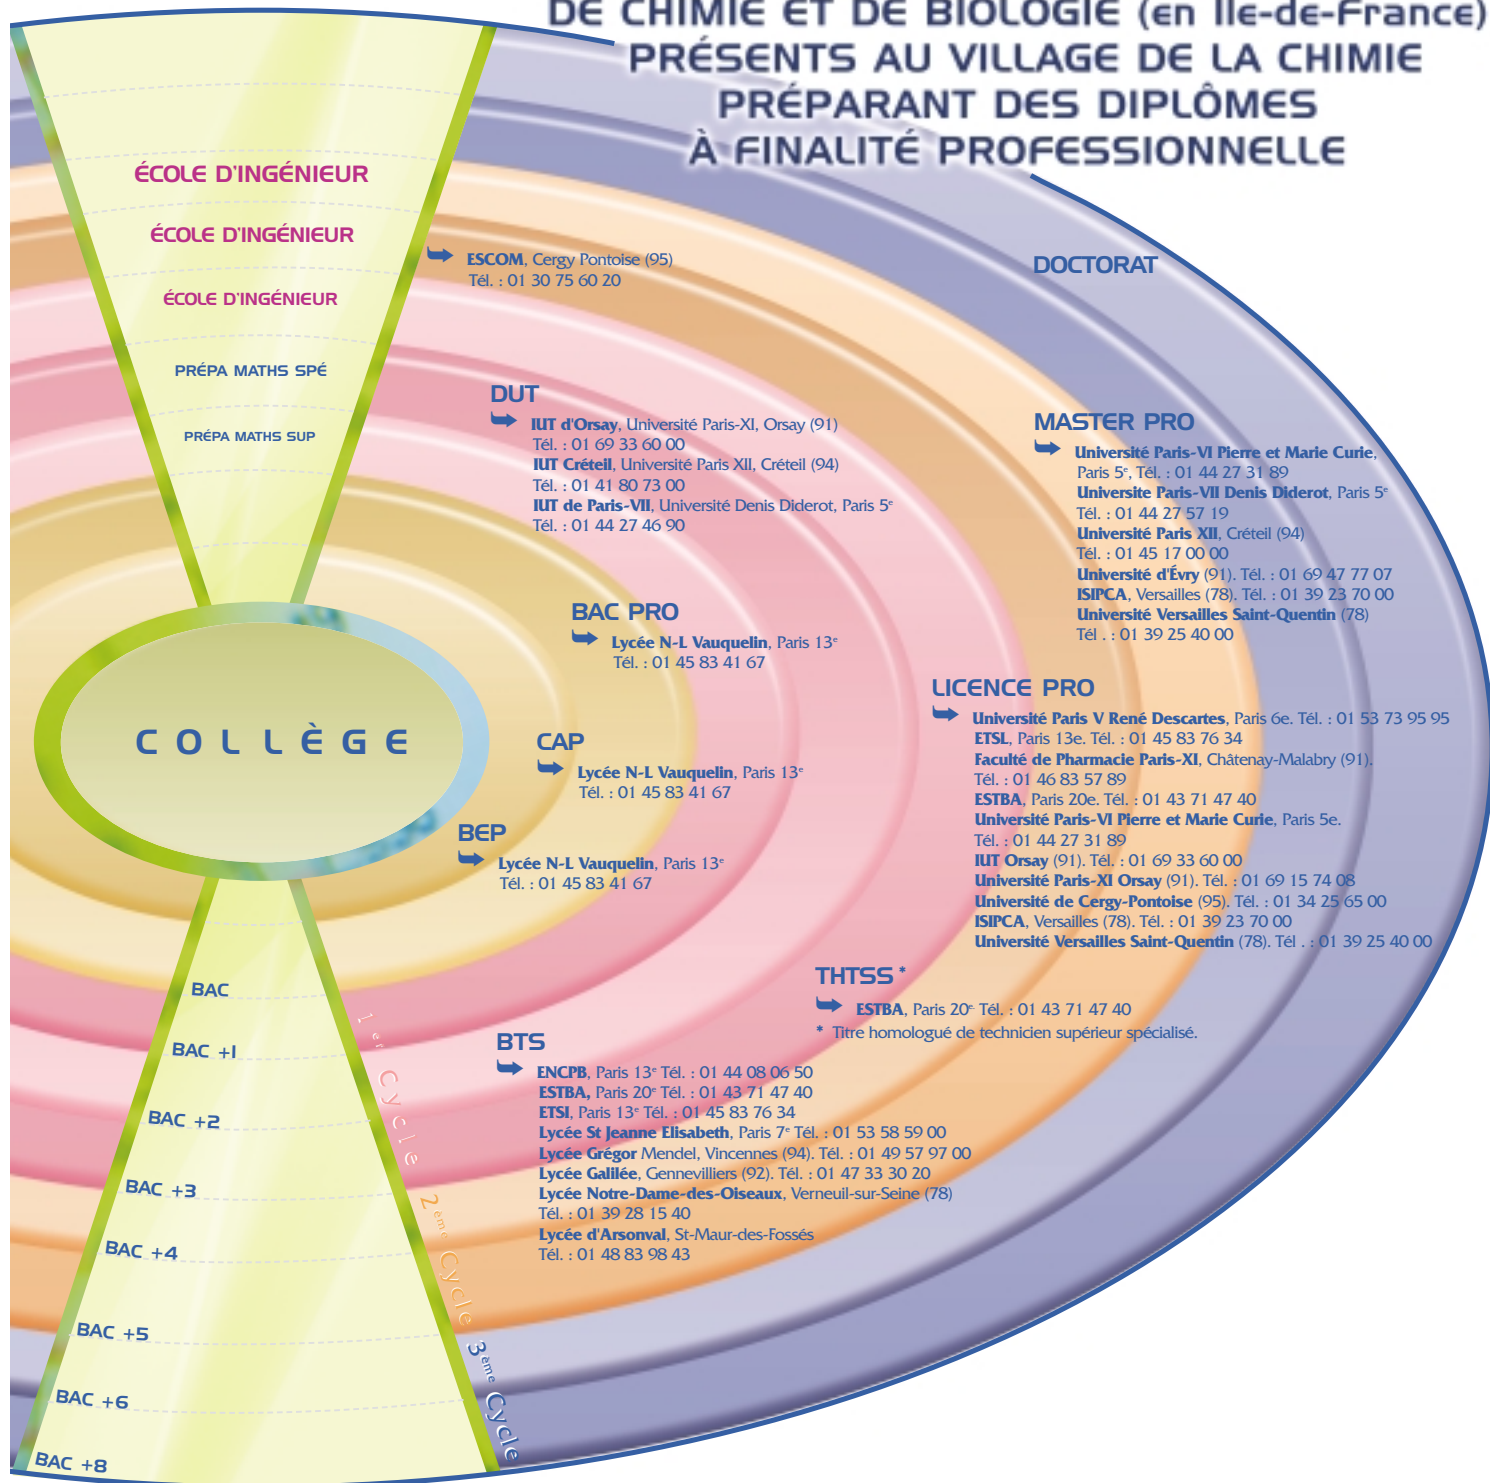 DE CHIMIE ET DE BIOLOGIE (en Ile-de-France)
PRÉSENTS AU VILLAGE DE LA CHIMIE
PRÉPARANT DES DIPLÔMES
À FINALITÉ PROFESSIONNELLE
ÉCOLE D'INGÉNIEUR
ÉCOLE D'INGÉNIEUR
ÉCOLE D'INGÉNIEUR
PRÉPA MATHS SPÉ
PRÉPA MATHS SUP
ESCOM, Cergy Pontoise (95)
Tél. : 01 30 75 60 20
DOCTORAT
DUT
IUT d'Orsay, Université Paris-XI, Orsay (91)
Tél. : 01 69 33 60 00
IUT Créteil, Université Paris XII, Créteil (94)
Tél. : 01 41 80 73 00
IUT de Paris-VII, Université Denis Diderot, Paris 5e
Tél. : 01 44 27 46 90
MASTER PRO
Université Paris-VI Pierre et Marie Curie,
Paris 5e, Tél. : 01 44 27 31 89
Universite Paris-VII Denis Diderot, Paris 5e
Tél. : 01 44 27 57 19
Université Paris XII, Créteil (94)
Tél. : 01 45 17 00 00
Université d'Évry (91). Tél. : 01 69 47 77 07
ISIPCA, Versailles (78). Tél. : 01 39 23 70 00
Université Versailles Saint-Quentin (78)
Tél . : 01 39 25 40 00
BAC PRO
Lycée N-L Vauquelin, Paris 13e
Tél. : 01 45 83 41 67
LICENCE PRO
Université Paris V René Descartes, Paris 6e. Tél. : 01 53 73 95 95
ETSL, Paris 13e. Tél. : 01 45 83 76 34
Faculté de Pharmacie Paris-XI, Châtenay-Malabry (91).
Tél. : 01 46 83 57 89
ESTBA, Paris 20e. Tél. : 01 43 71 47 40
Université Paris-VI Pierre et Marie Curie, Paris 5e.
Tél. : 01 44 27 31 89
IUT Orsay (91). Tél. : 01 69 33 60 00
Université Paris-XI Orsay (91). Tél. : 01 69 15 74 08
Université de Cergy-Pontoise (95). Tél. : 01 34 25 65 00
ISIPCA, Versailles (78). Tél. : 01 39 23 70 00
Université Versailles Saint-Quentin (78). Tél . : 01 39 25 40 00
COLLÈGE
CAP
Lycée N-L Vauquelin, Paris 13e
Tél. : 01 45 83 41 67
BEP
Lycée N-L Vauquelin, Paris 13e
Tél. : 01 45 83 41 67
THTSS *
ESTBA, Paris 20e. Tél. : 01 43 71 47 40
* Titre homologué de technicien supérieur spécialisé.
BTS
ENCPB, Paris 13e Tél. : 01 44 08 06 50
ESTBA, Paris 20e Tél. : 01 43 71 47 40
ETSI, Paris 13e Tél. : 01 45 83 76 34
Lycée St Jeanne Elisabeth, Paris 7e Tél. : 01 53 58 59 00
Lycée Grégor Mendel, Vincennes (94). Tél. : 01 49 57 97 00
Lycée Galilée, Gennevilliers (92). Tél. : 01 47 33 30 20
Lycée Notre-Dame-des-Oiseaux, Verneuil-sur-Seine (78)
Tél. : 01 39 28 15 40
Lycée d'Arsonval, St-Maur-des-Fossés
Tél. : 01 48 83 98 43
BAC
BAC +1
BAC +2
BAC +3
BAC +4
BAC +5
BAC +6
BAC +8
1er Cycle
2ème Cycle
3ème Cycle